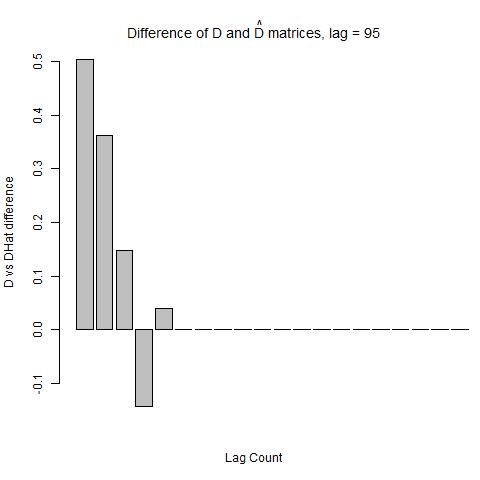 Difference of D and D̂ matrices, lag = 95
D vs DHat difference
0.5
0.4
0.3
0.2
0.1
0.0
-0.1
Lag Count